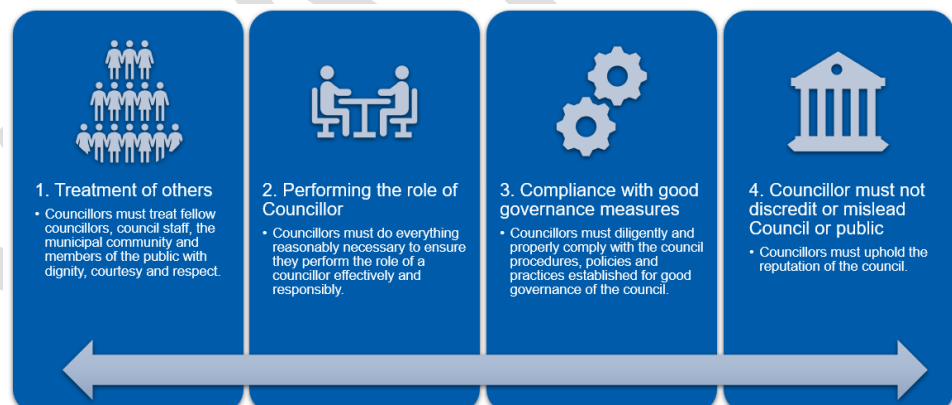 1. Treatment of others
• Councillors must treat fellow
councillors, council staff, the
municipal community and
members of the public with
dignity, courtesy and respect.
2. Performing the role of
Councillor
• Councillors must do everything
reasonably necessary to ensure
they perform the role of a
councillor effectively and
responsibly.
3. Compliance with good
governance measures
• Councillors must diligently and
properly comply with the council
procedures, policies and
practices established for good
governance of the council.
4. Councillor must not
discredit or mislead
Council or public
• Councillors must uphold the
reputation of the council.